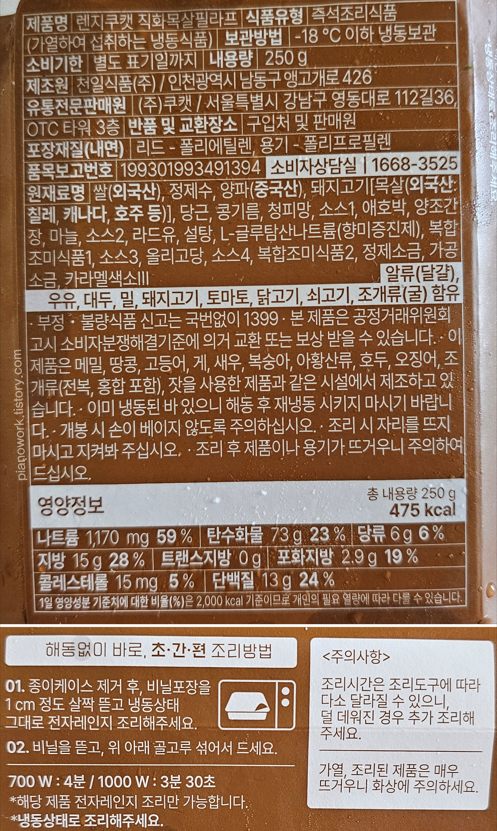 제품명 | 렌지쿠캣 직화목살필라프 | 식품유형 | 즉석조리식품
(가열하여 섭취하는 냉동식품) | 보관방법 | -18 ℃ 이하 냉동보관
소비기한 | 별도 표기일까지 | 내용량 | 250 g
제조원 | 천일식품(주) / 인천광역시 남동구 앵고개로 426
유통전문판매원 | (주)쿠캣 / 서울특별시 강남구 영동대로 112길36,
OTC 타워 3층 | 반품 및 교환장소 | 구입처 및 판매원
포장재질(내면) | 리드 - 폴리에틸렌, 용기 - 폴리프로필렌
품목보고번호 | 199301993491394 소비자상담실 | 1668-3525
원재료명 | 쌀(외국산), 정제수, 양파(중국산), 돼지고기[목살(외국산:
칠레, 캐나다, 호주 등)], 당근, 콩기름, 청피망, 소스1, 애호박, 양조간
장, 마늘, 소스2, 라드유, 설탕, L-글루탐산나트륨(향미증진제), 복합
조미식품1, 소스3, 올리고당, 소스4, 복합조미식품2, 정제소금, 가공
소금, 카라멜색소III 알류(달걀),
우유, 대두, 밀, 돼지고기, 토마토, 닭고기, 쇠고기, 조개류(굴) 함유
· 부정 · 불량식품 신고는 국번없이 1399 · 본 제품은 공정거래위원회
고시 소비자분쟁해결기준에 의거 교환 또는 보상 받을 수 있습니다. · 이
제품은 메밀, 땅콩, 고등어, 게, 새우, 복숭아, 아황산류, 호두, 오징어, 조
개류(전복, 홍합 포함), 잣을 사용한 제품과 같은 시설에서 제조하고 있
습니다. · 이미 냉동된 바 있으니 해동 후 재냉동 시키지 마시기 바랍니
다. · 개봉 시 손이 베이지 않도록 주의하십시오. · 조리 시 자리를 뜨지
마시고 지켜봐 주십시오. · 조리 후 제품이나 용기가 뜨거우니 주의하여
드십시오.
pianowork.tistory.com
영양정보
총 내용량 250 g
475 kcal
나트륨 1,170 mg 59 % | 탄수화물 73 g 23 % | 당류 6 g 6 %
지방 15 g 28 % | 트랜스지방 0 g | 포화지방 2.9 g 19 %
콜레스테롤 15 mg 5 % | 단백질 13 g 24 %
1일 영양성분 기준치에 대한 비율(%)은 2,000 kcal 기준이므로 개인의 필요 열량에 따라 다를 수 있습니다.
해동없이 바로, 초·간·편 조리방법
01. 종이케이스 제거 후, 비닐포장을
1 cm 정도 살짝 뜯고 냉동상태
그대로 전자레인지 조리해주세요.
02. 비닐을 뜯고, 위 아래 골고루 섞어서 드세요.
700 W : 4분 / 1000 W : 3분 30초
*해당 제품 전자레인지 조리만 가능합니다.
*냉동상태로 조리해주세요.
<주의사항>
조리시간은 조리도구에 따라
다소 달라질 수 있으니,
덜 데워진 경우 추가 조리해
주세요.
가열, 조리된 제품은 매우
뜨거우니 화상에 주의하세요.